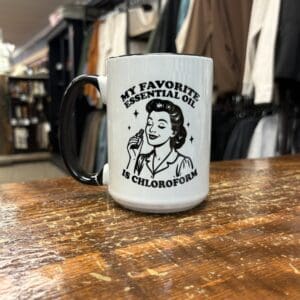 MY FAVORITE
ESSENTIAL OIL
IS CHLOROFORM